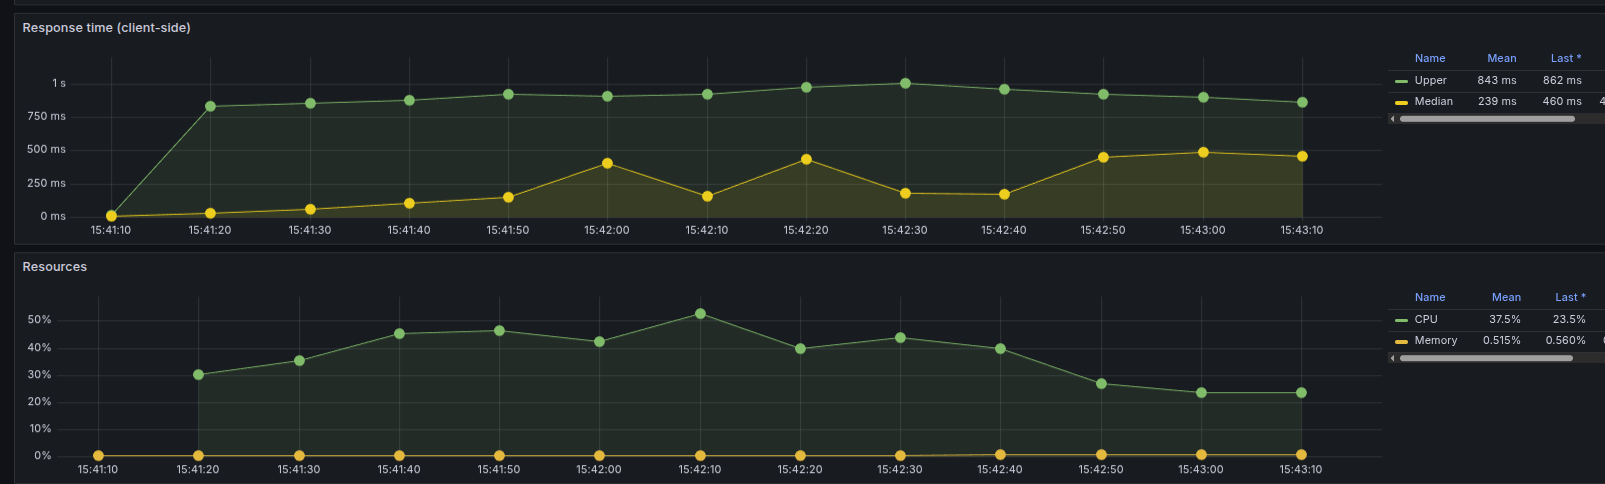 Response time (client-side)
Name Mean Last *
Upper 843 ms 862 ms
Median 239 ms 460 ms 4
1 s
750 ms
500 ms
250 ms
0 ms
15:41:10 15:41:20 15:41:30 15:41:40 15:41:50 15:42:00 15:42:10 15:42:20 15:42:30 15:42:40 15:42:50 15:43:00 15:43:10
Resources
Name Mean Last *
CPU 37.5% 23.5%
Memory 0.515% 0.560%
50%
40%
30%
20%
10%
0%
15:41:10 15:41:20 15:41:30 15:41:40 15:41:50 15:42:00 15:42:10 15:42:20 15:42:30 15:42:40 15:42:50 15:43:00 15:43:10